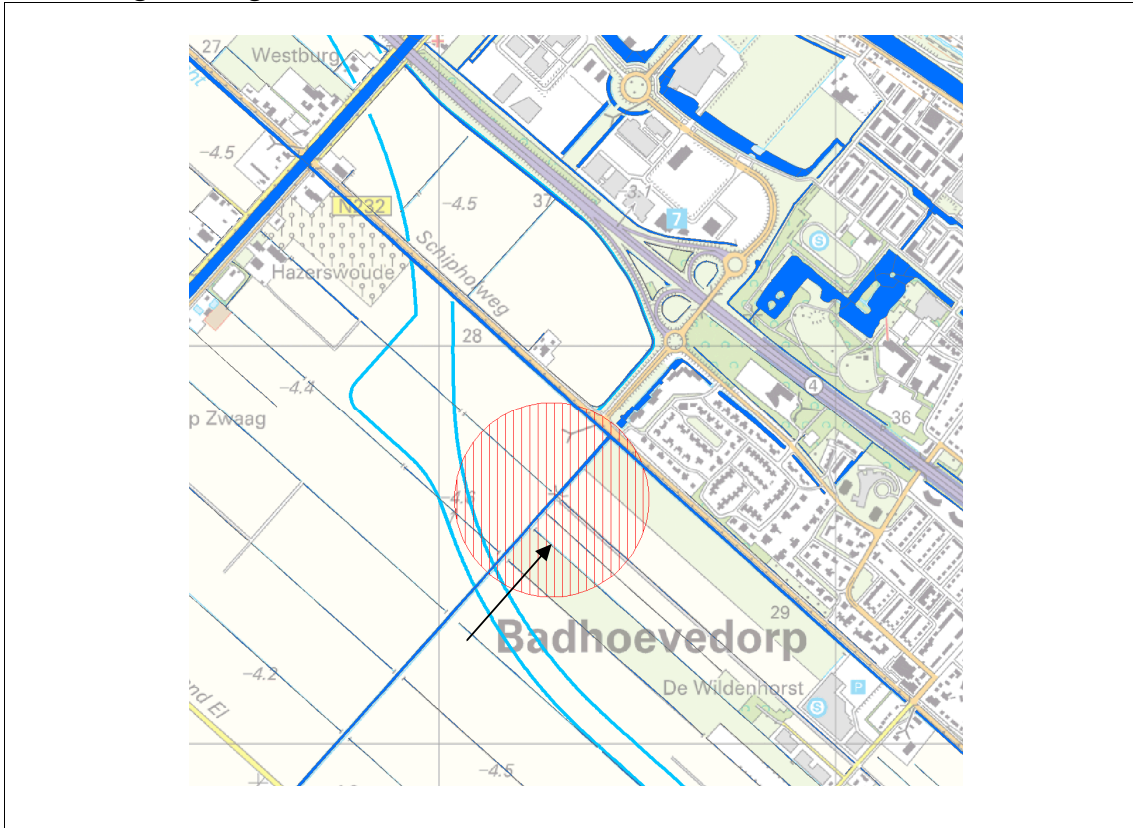 27
Westburg
-4.5
N232
-4.5
37
-3.1
7
S
Schipholweg
Hazerswoude
28
-4.4
4
36
p Zwaag
-4.6
29
Badhoevedorp
-4.2
De Wildenhorst
P
S
nd El
-4.5